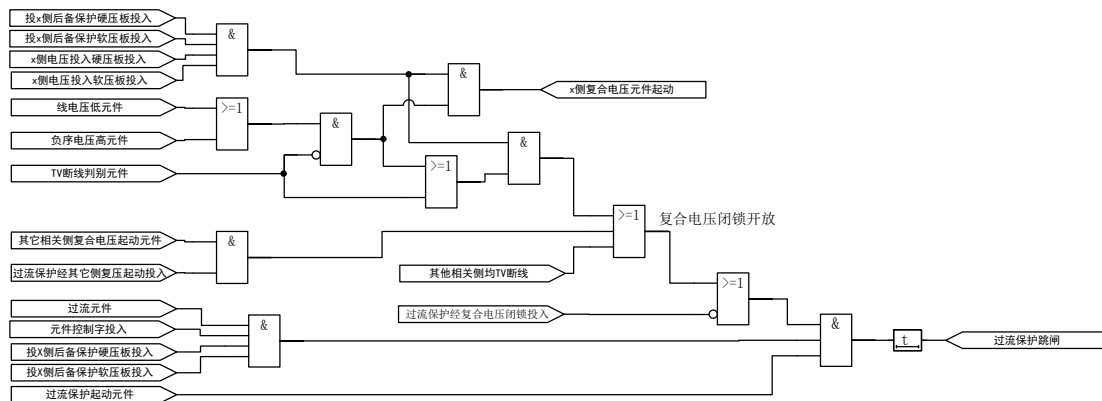 投x侧后备保护硬压板投入
投x侧后备保护软压板投入
x侧电压投入硬压板投入
x侧电压投入软压板投入
&
&
x侧复合电压元件起动
线电压低元件
>=1
&
负序电压高元件
&
TV断线判别元件
>=1
>=1
复合电压闭锁开放
其它相关侧复合电压起动元件
&
过流保护经其它侧复压起动投入
其他相关侧均TV断线
>=1
过流元件
过流保护经复合电压闭锁投入
元件控制字投入
&
&
投X侧后备保护硬压板投入
t
过流保护跳闸
投X侧后备保护软压板投入
过流保护起动元件